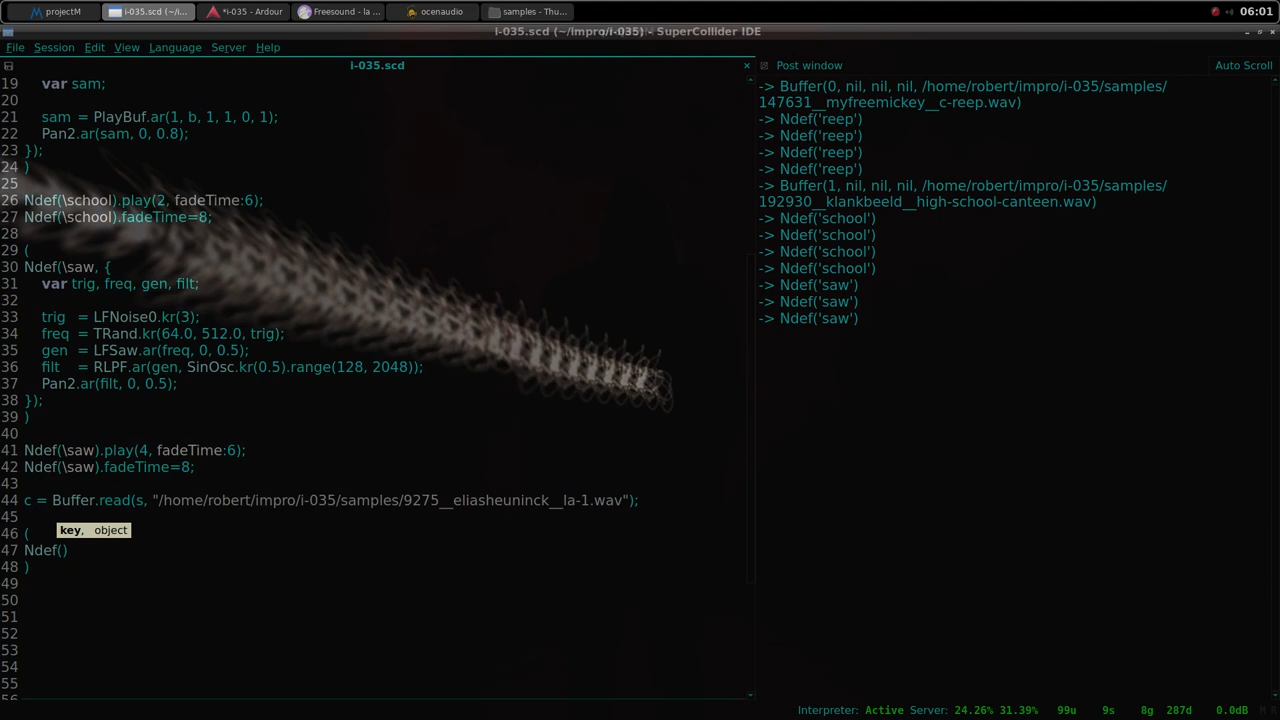 projectM
i-035.scd (~/i...
*i-035 - Ardour
Freesound - la ...
ocenaudio
samples - Thu...
06:01
i-035.scd (~/impro/i-035) - SuperCollider IDE
File Session Edit View Language Server Help
i-035.scd
Post window
Auto Scroll
19 var sam;
20
21 sam = PlayBuf.ar(1, b, 1, 1, 0, 1);
22 Pan2.ar(sam, 0, 0.8);
23 });
24 )
25
26 Ndef(\school).play(2, fadeTime:6);
27 Ndef(\school).fadeTime=8;
28
29 (
30 Ndef(\saw, {
31 var trig, freq, gen, filt;
32
33 trig = LFNoise0.kr(3);
34 freq = TRand.kr(64.0, 512.0, trig);
35 gen = LFSaw.ar(freq, 0, 0.5);
36 filt = RLPF.ar(gen, SinOsc.kr(0.5).range(128, 2048));
37 Pan2.ar(filt, 0, 0.5);
38 });
39 )
40
41 Ndef(\saw).play(4, fadeTime:6);
42 Ndef(\saw).fadeTime=8;
43
44 c = Buffer.read(s, "/home/robert/impro/i-035/samples/9275__eliasheuninck__la-1.wav");
45
key, object
46 (
47 Ndef()
48 )
49
50
51
52
53
54
55
56
-> Buffer(0, nil, nil, nil, /home/robert/impro/i-035/samples/
147631__myfreemickey__c-reep.wav)
-> Ndef('reep')
-> Ndef('reep')
-> Ndef('reep')
-> Ndef('reep')
-> Buffer(1, nil, nil, nil, /home/robert/impro/i-035/samples/
192930__klankbeeld__high-school-canteen.wav)
-> Ndef('school')
-> Ndef('school')
-> Ndef('school')
-> Ndef('school')
-> Ndef('saw')
-> Ndef('saw')
-> Ndef('saw')
Interpreter: Active Server: 24.26% 31.39% 99u 9s 8g 287d 0.0dB M R